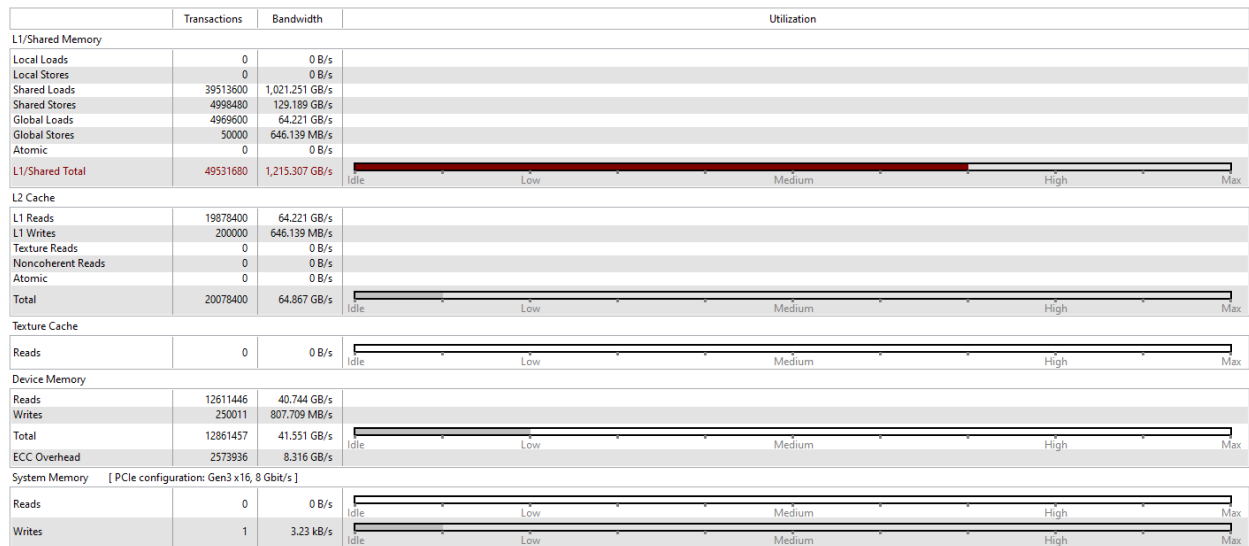 Transactions Bandwidth Utilization
L1/Shared Memory
Local Loads 0 0 B/s
Local Stores 0 0 B/s
Shared Loads 39513600 1,021.251 GB/s
Shared Stores 4998480 129.189 GB/s
Global Loads 4969600 64.221 GB/s
Global Stores 50000 646.139 MB/s
Atomic 0 0 B/s
L1/Shared Total 49531680 1,215.307 GB/s
Idle Low Medium High Max
L2 Cache
L1 Reads 19878400 64.221 GB/s
L1 Writes 200000 646.139 MB/s
Texture Reads 0 0 B/s
Noncoherent Reads 0 0 B/s
Atomic 0 0 B/s
Total 20078400 64.867 GB/s
Idle Low Medium High Max
Texture Cache
Reads 0 0 B/s
Idle Low Medium High Max
Device Memory
Reads 12611446 40.744 GB/s
Writes 250011 807.709 MB/s
Total 12861457 41.551 GB/s
Idle Low Medium High Max
ECC Overhead 2573936 8.316 GB/s
System Memory [ PCIe configuration: Gen3 x16, 8 Gbit/s ]
Reads 0 0 B/s
Idle Low Medium High Max
Writes 1 3.23 kB/s
Idle Low Medium High Max